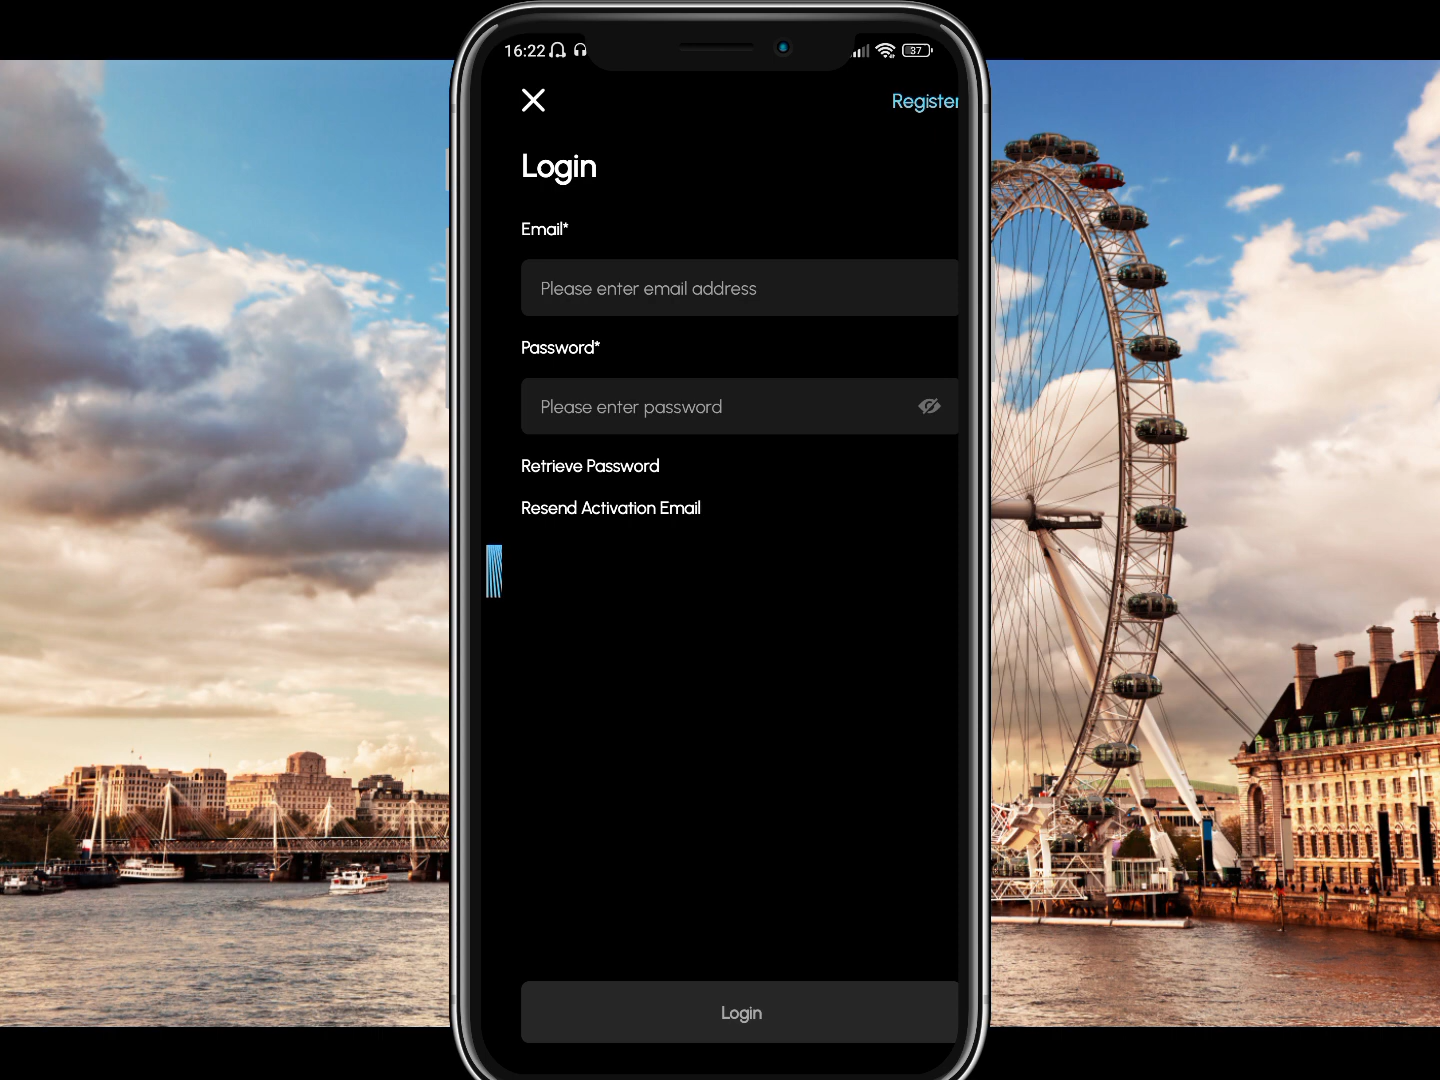 16:22
37
Register
Login
Email*
Please enter email address
Password*
Please enter password
Retrieve Password
Resend Activation Email
Login